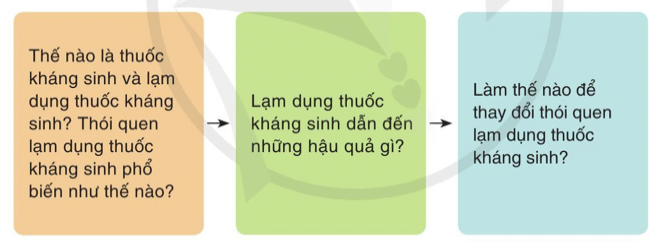 Thế nào là thuốc
kháng sinh và lạm
dụng thuốc kháng
sinh? Thói quen
lạm dụng thuốc
kháng sinh phổ
biến như thế nào?
Lạm dụng thuốc
kháng sinh dẫn đến
những hậu quả gì?
Làm thế nào để
thay đổi thói quen
lạm dụng thuốc
kháng sinh?